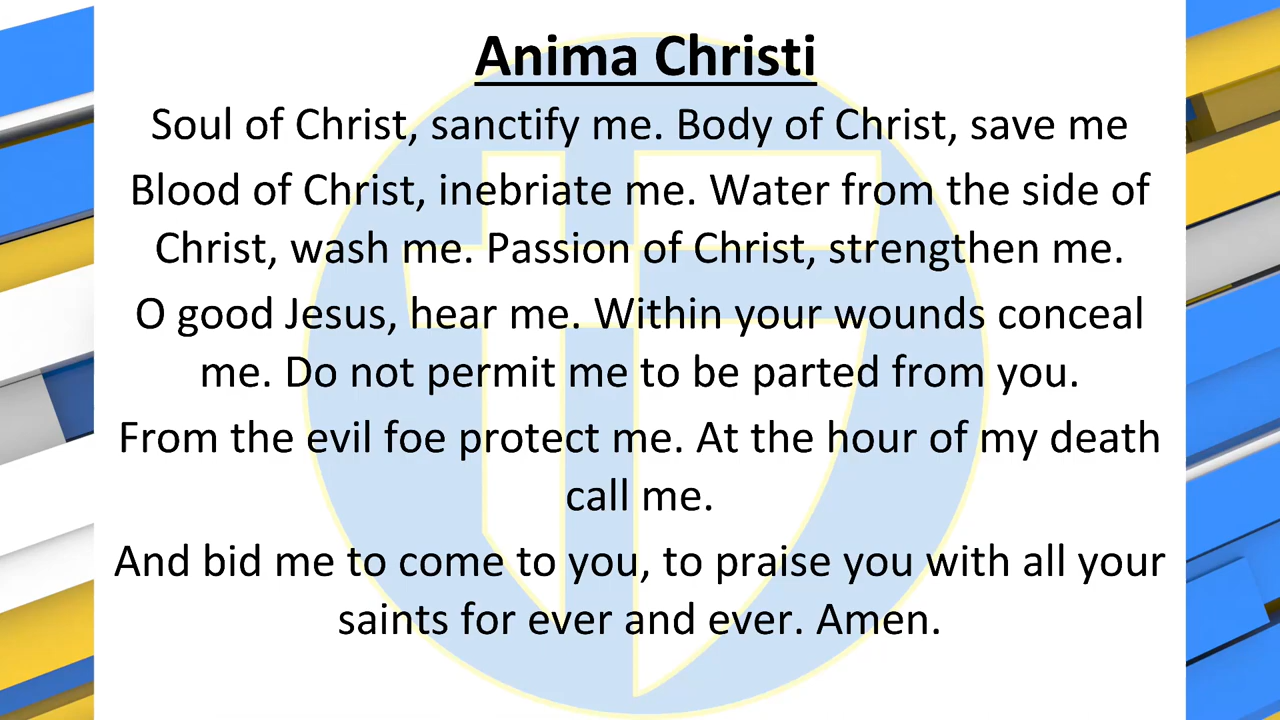 Anima Christi
Soul of Christ, sanctify me. Body of Christ, save me
Blood of Christ, inebriate me. Water from the side of
Christ, wash me. Passion of Christ, strengthen me.
O good Jesus, hear me. Within your wounds conceal
me. Do not permit me to be parted from you.
From the evil foe protect me. At the hour of my death
call me.
And bid me to come to you, to praise you with all your
saints for ever and ever. Amen.